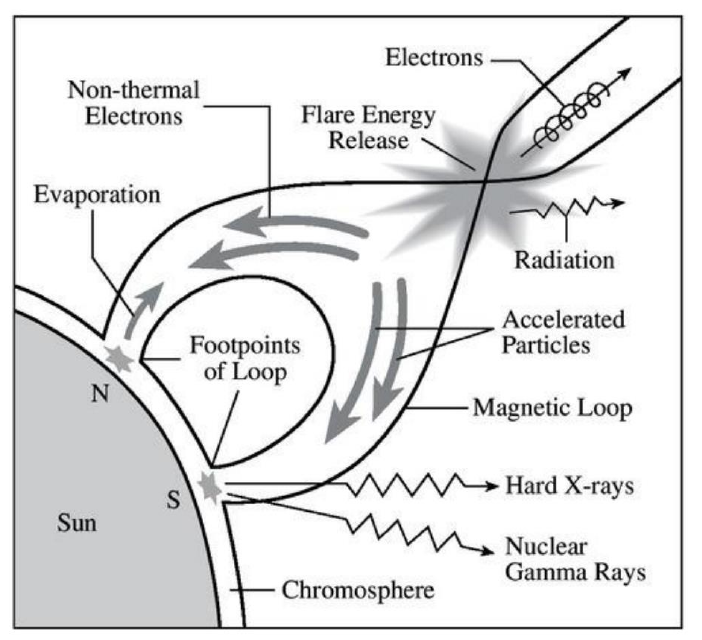 Electrons
Non-thermal
Electrons
Flare Energy
Release
Evaporation
Radiation
Accelerated
Particles
Footpoints
of Loop
N
Magnetic Loop
S
Hard X-rays
Sun
Nuclear
Gamma Rays
Chromosphere